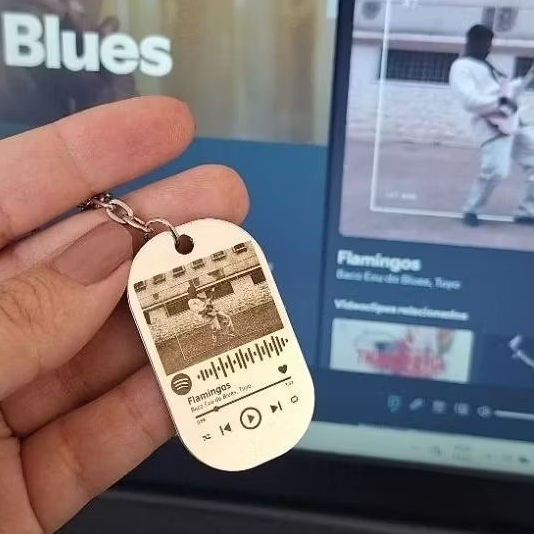 Blues
Flamingos
Baco Exu do Blues, Tuyo
Videoclipes relacionados
Flamingos
Baco Exu do Blues, Tuyo